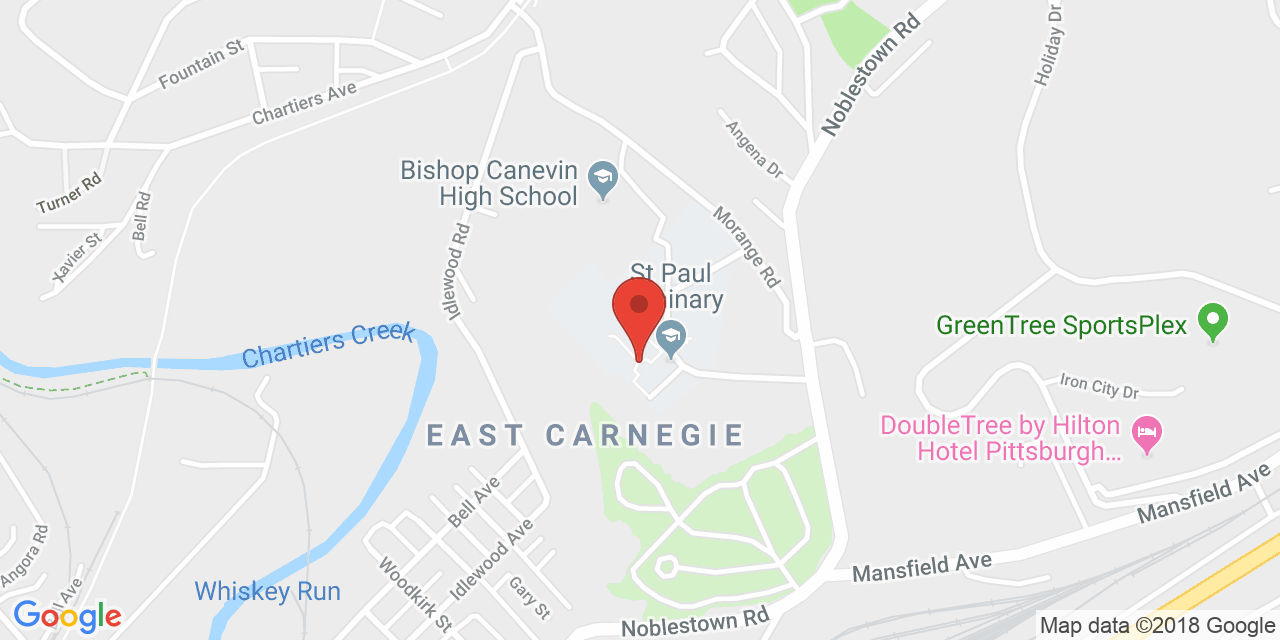 Fountain St
Chartiers Ave
Noblestown Rd
Holiday Dr
Angena Dr
Bishop Canevin
High School
Turner Rd
Bell Rd
Xavier St
Idlewood Rd
Morange Rd
St Paul
inary
GreenTree SportsPlex
Chartiers Creek
Iron City Dr
DoubleTree by Hilton
Hotel Pittsburgh...
EAST CARNEGIE
Bell Ave
Mansfield Ave
Idlewood Ave
Angora Rd
Woodkirk St
Gary St
Mansfield Ave
Whiskey Run
Noblestown Rd
Google
Map data ©2018 Google